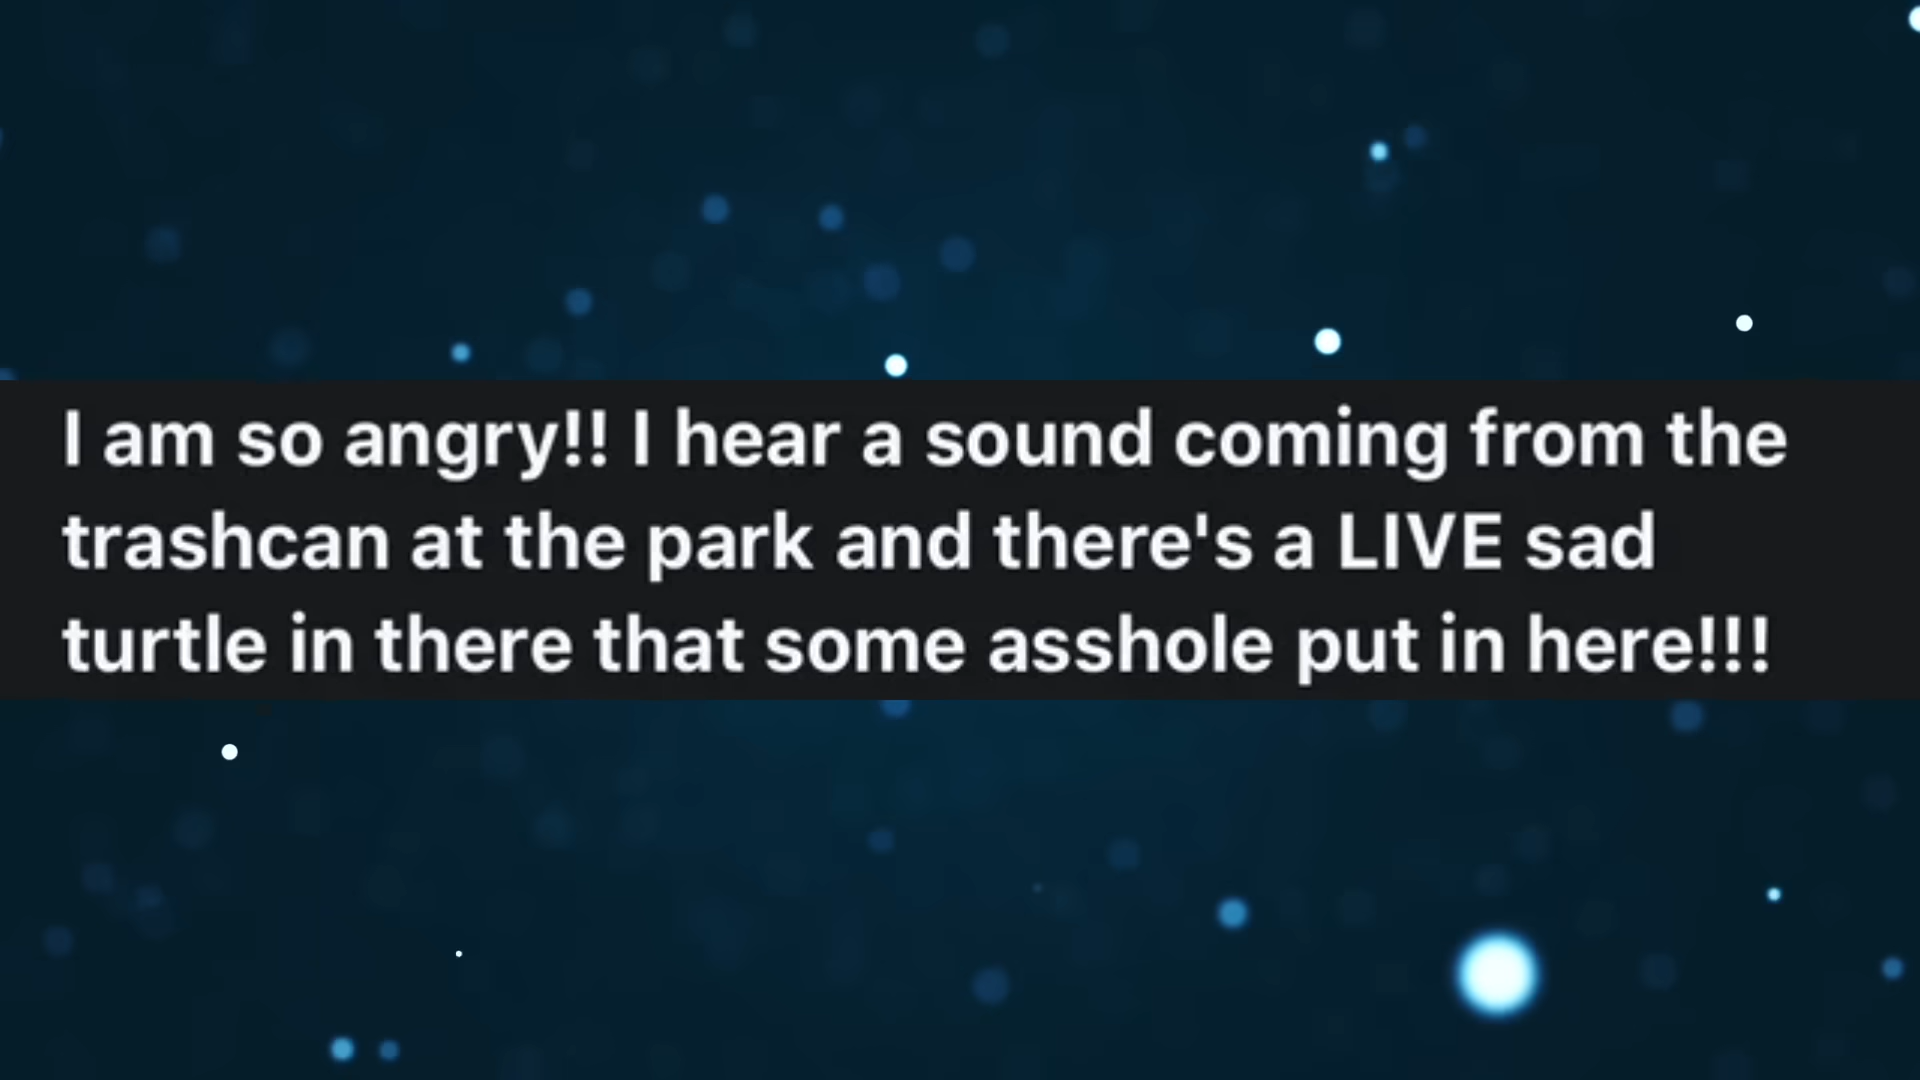 I am so angry!! I hear a sound coming from the
trashcan at the park and there's a LIVE sad
turtle in there that some asshole put in here!!!